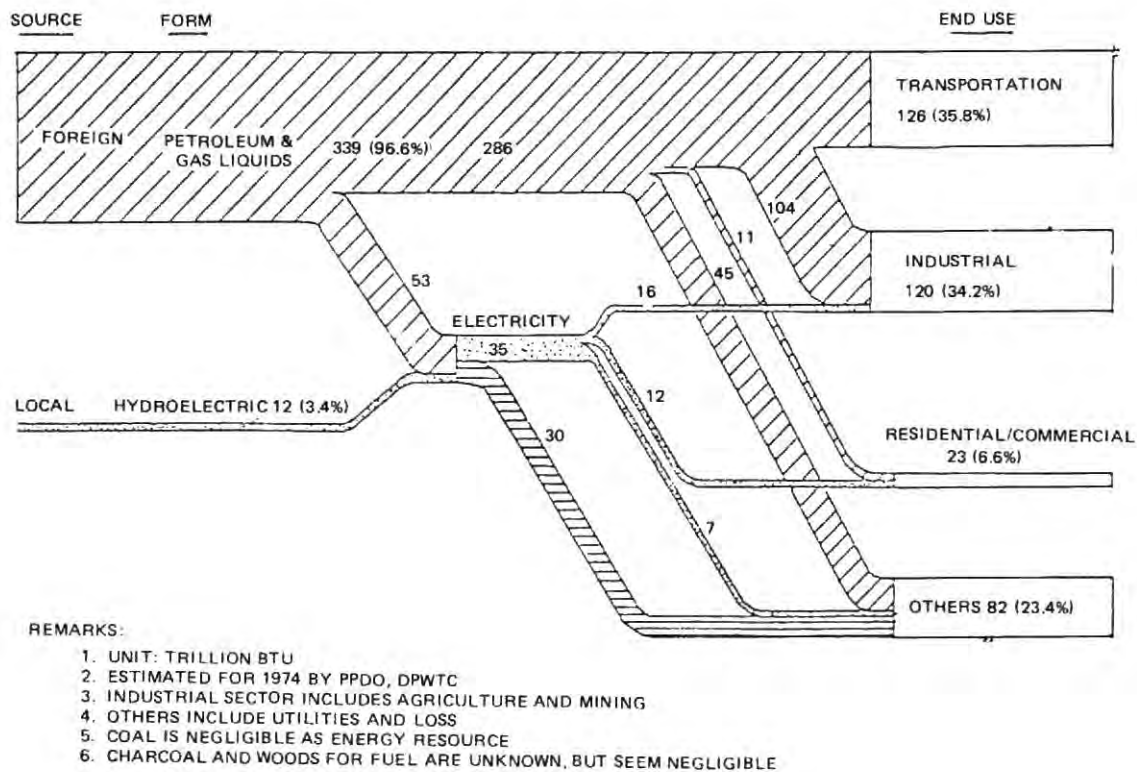 SOURCE FORM END USE
TRANSPORTATION
126 (35.8%)
FOREIGN PETROLEUM & GAS LIQUIDS 339 (96.6%) 286
104
11
INDUSTRIAL
120 (34.2%)
45
53
16
ELECTRICITY
35
LOCAL HYDROELECTRIC 12 (3.4%)
12
30
RESIDENTIAL/COMMERCIAL
23 (6.6%)
7
OTHERS 82 (23.4%)
REMARKS:
1. UNIT: TRILLION BTU
2. ESTIMATED FOR 1974 BY PPDO, DPWTC
3. INDUSTRIAL SECTOR INCLUDES AGRICULTURE AND MINING
4. OTHERS INCLUDE UTILITIES AND LOSS
5. COAL IS NEGLIGIBLE AS ENERGY RESOURCE
6. CHARCOAL AND WOODS FOR FUEL ARE UNKNOWN, BUT SEEM NEGLIGIBLE